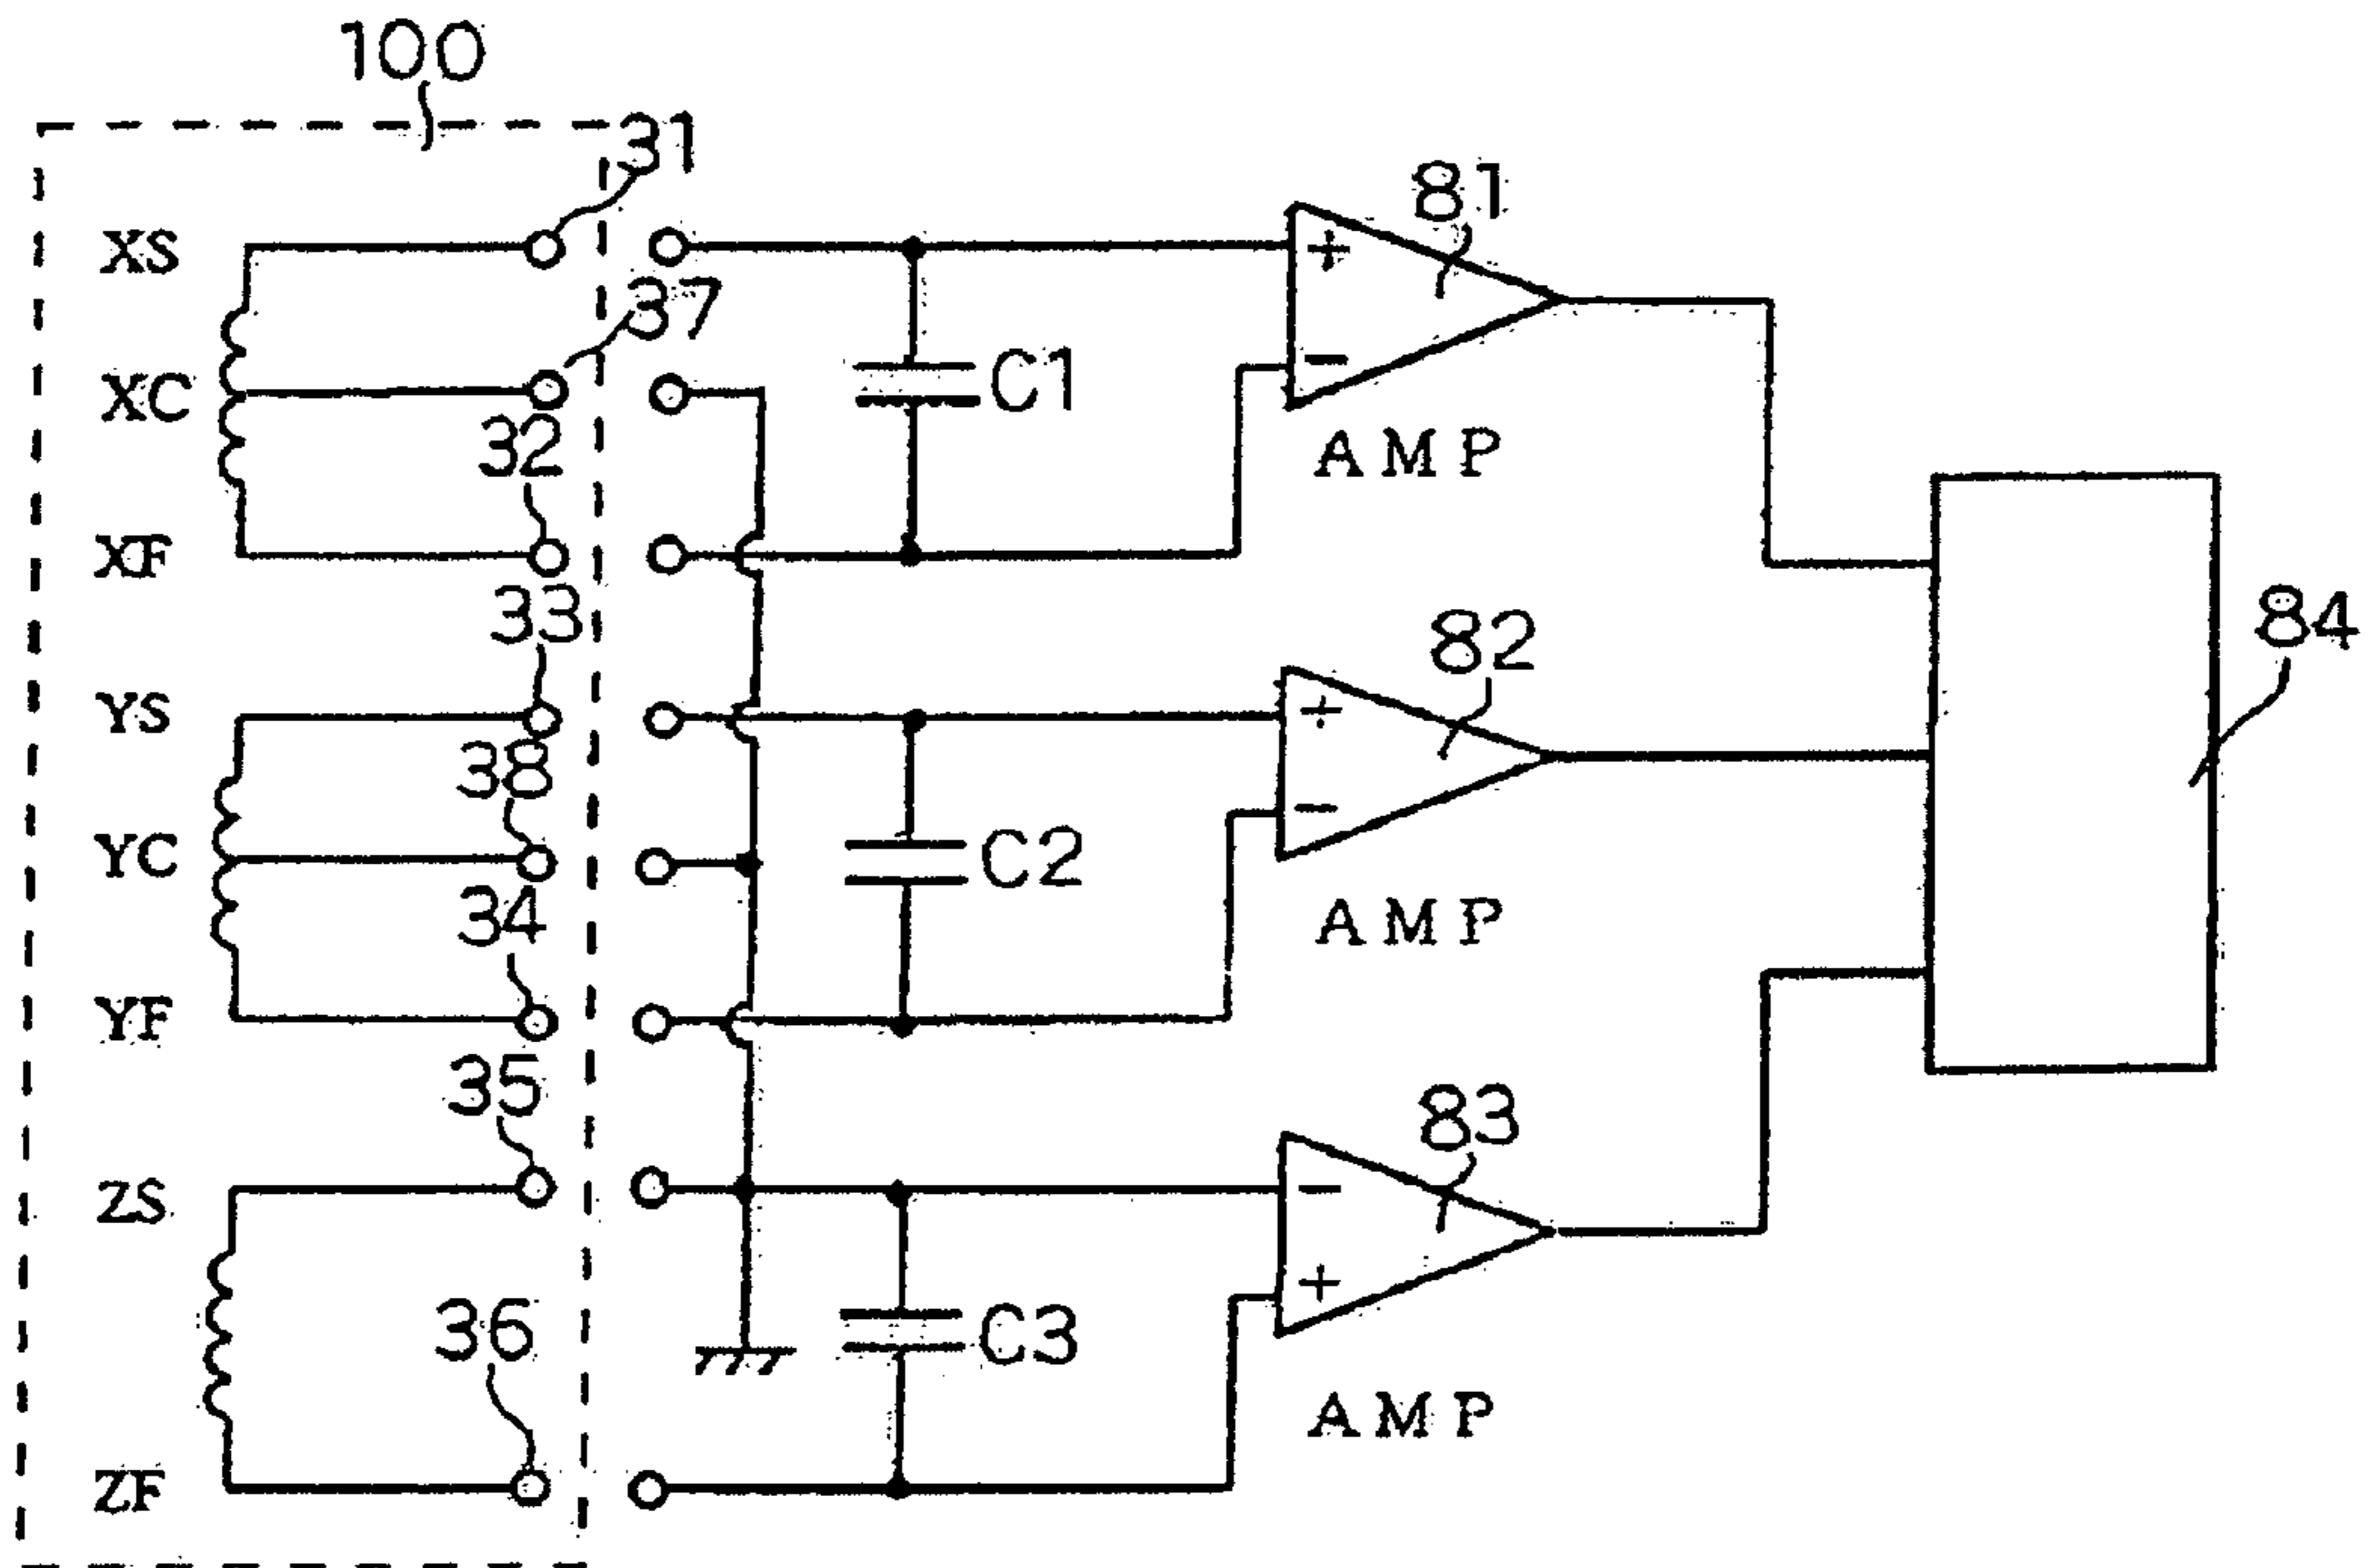 100
31
81
XS
+
37
XC
−
C1
32
AMP
XF
33
82
84
YS
+
38
−
YC
C2
34
AMP
YF
35
83
ZS
−
+
36
C3
AMP
ZF